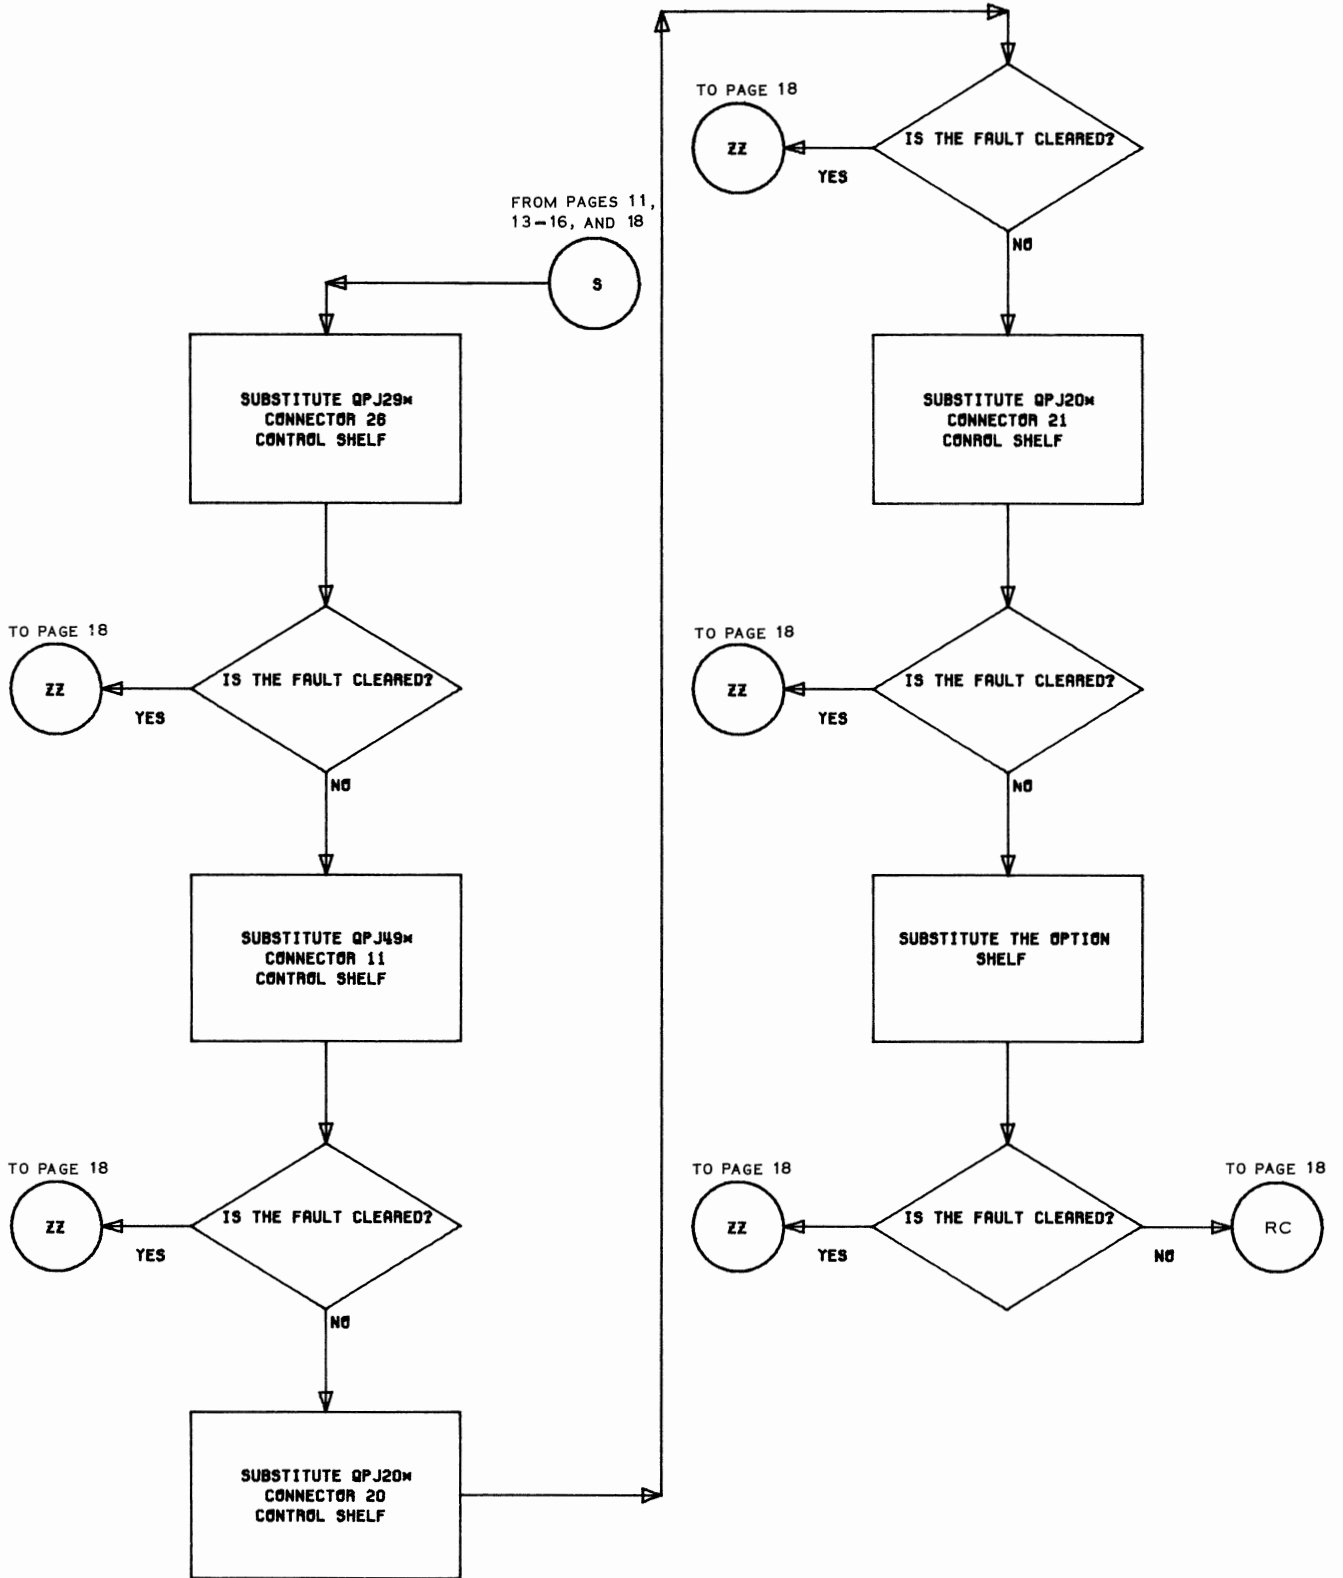 FROM PAGES 11,
13-16, AND 18
S
SUBSTITUTE QPJ29*
CONNECTOR 26
CONTROL SHELF
IS THE FAULT CLEARED?
YES
TO PAGE 18
ZZ
NO
SUBSTITUTE QPJ49*
CONNECTOR 11
CONTROL SHELF
IS THE FAULT CLEARED?
YES
TO PAGE 18
ZZ
NO
SUBSTITUTE QPJ20*
CONNECTOR 20
CONTROL SHELF
IS THE FAULT CLEARED?
YES
TO PAGE 18
ZZ
NO
SUBSTITUTE QPJ20*
CONNECTOR 21
CONROL SHELF
IS THE FAULT CLEARED?
YES
TO PAGE 18
ZZ
NO
SUBSTITUTE THE OPTION
SHELF
IS THE FAULT CLEARED?
YES
TO PAGE 18
ZZ
NO
TO PAGE 18
RC